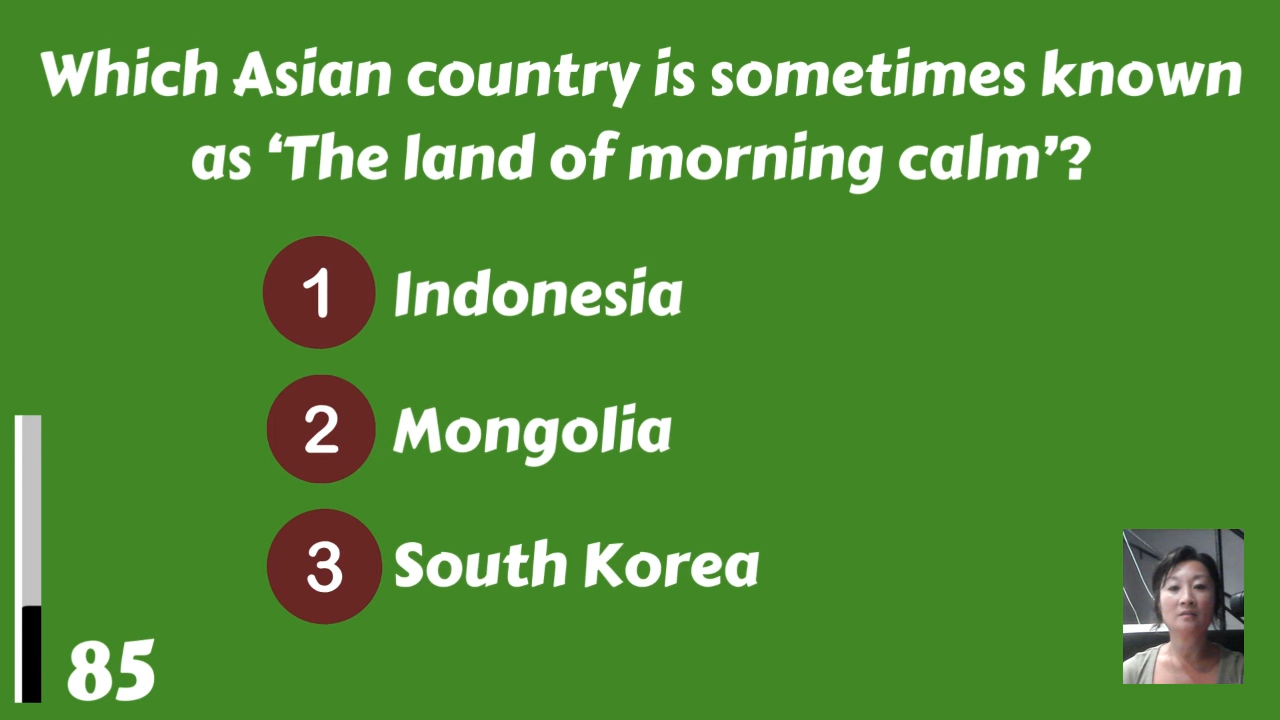 Which Asian country is sometimes known
as ‘The land of morning calm’?
1 Indonesia
2 Mongolia
3 South Korea
85